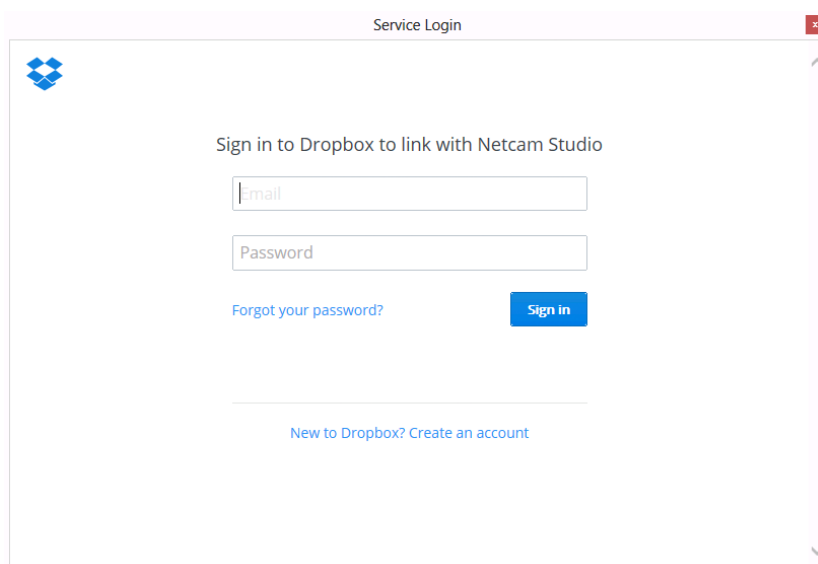 Service Login
x
Sign in to Dropbox to link with Netcam Studio
Email
Password
Forgot your password?
Sign in
New to Dropbox? Create an account